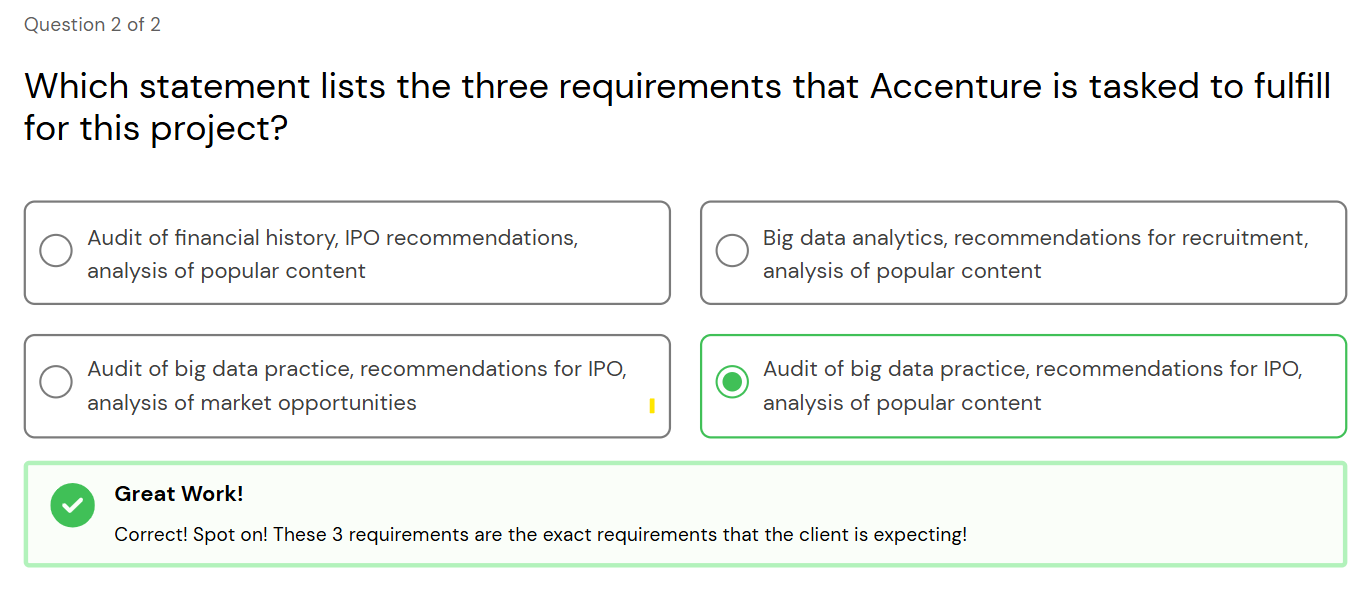 Question 2 of 2
Which statement lists the three requirements that Accenture is tasked to fulfill
for this project?
Audit of financial history, IPO recommendations,
analysis of popular content
Big data analytics, recommendations for recruitment,
analysis of popular content
Audit of big data practice, recommendations for IPO,
analysis of market opportunities
Audit of big data practice, recommendations for IPO,
analysis of popular content
Great Work!
Correct! Spot on! These 3 requirements are the exact requirements that the client is expecting!